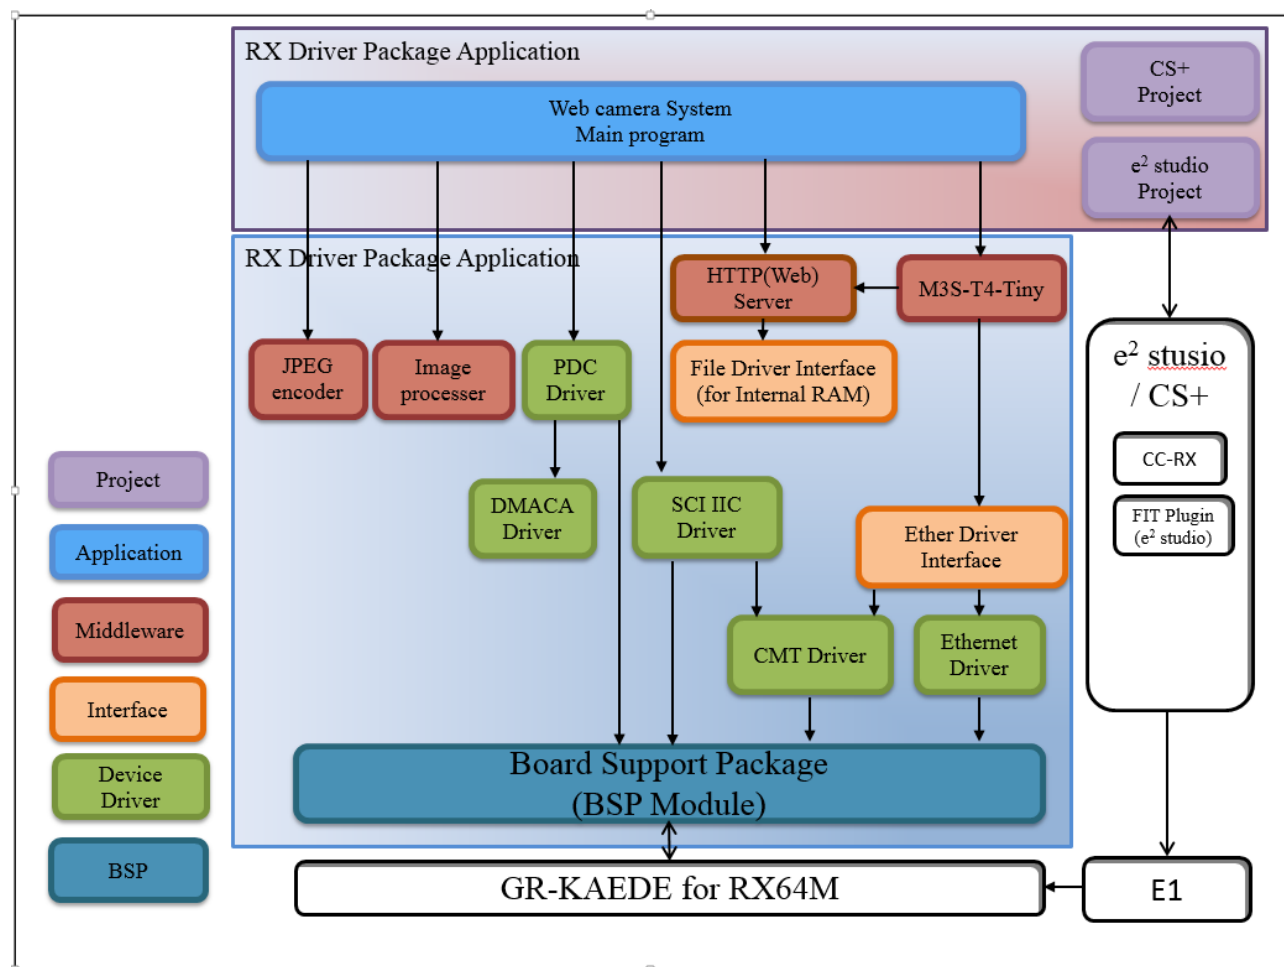 RX Driver Package Application
CS+
Project
Web camera System
Main program
e² studio
Project
RX Driver Package Application
HTTP(Web)
Server
M3S-T4-Tiny
JPEG
encoder
Image
processer
PDC
Driver
File Driver Interface
(for Internal RAM)
e² stusio
/ CS+
CC-RX
FIT Plugin
(e² studio)
DMACA
Driver
SCI IIC
Driver
Ether Driver
Interface
CMT Driver
Ethernet
Driver
Board Support Package
(BSP Module)
GR-KAEDE for RX64M
E1
Project
Application
Middleware
Interface
Device
Driver
BSP